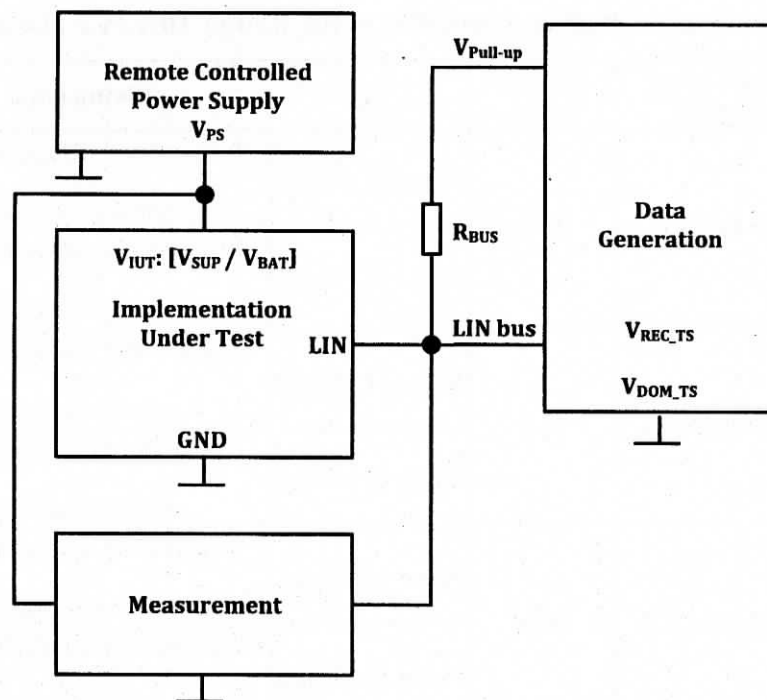 Remote Controlled
Power Supply
VPS
VPull-up
RBUS
Data
Generation
VIUT: [VSUP / VBAT]
Implementation
Under Test
LIN
LIN bus
VREC_TS
VDOM_TS
GND
Measurement